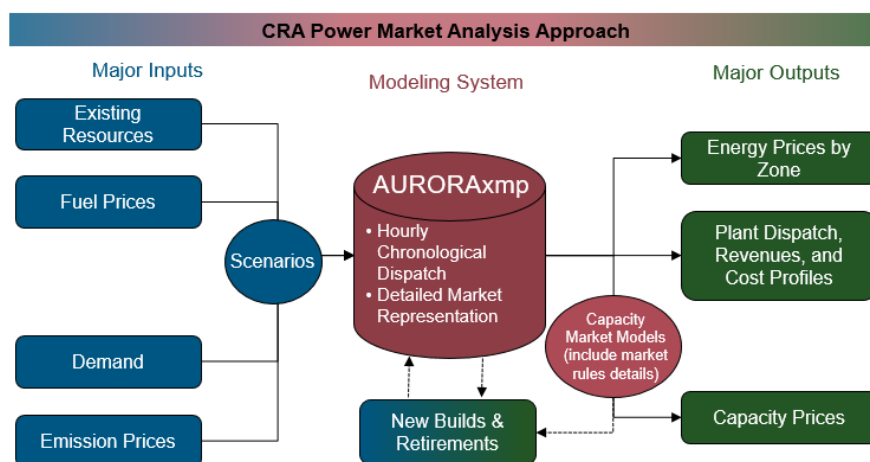 CRA Power Market Analysis Approach
Major Inputs
Modeling System
Major Outputs
Existing
Resources
Fuel Prices
Scenarios
Demand
Emission Prices
AURORAxmp
• Hourly
Chronological
Dispatch
• Detailed Market
Representation
New Builds &
Retirements
Capacity
Market Models
(include market
rules details)
Energy Prices by
Zone
Plant Dispatch,
Revenues, and
Cost Profiles
Capacity Prices